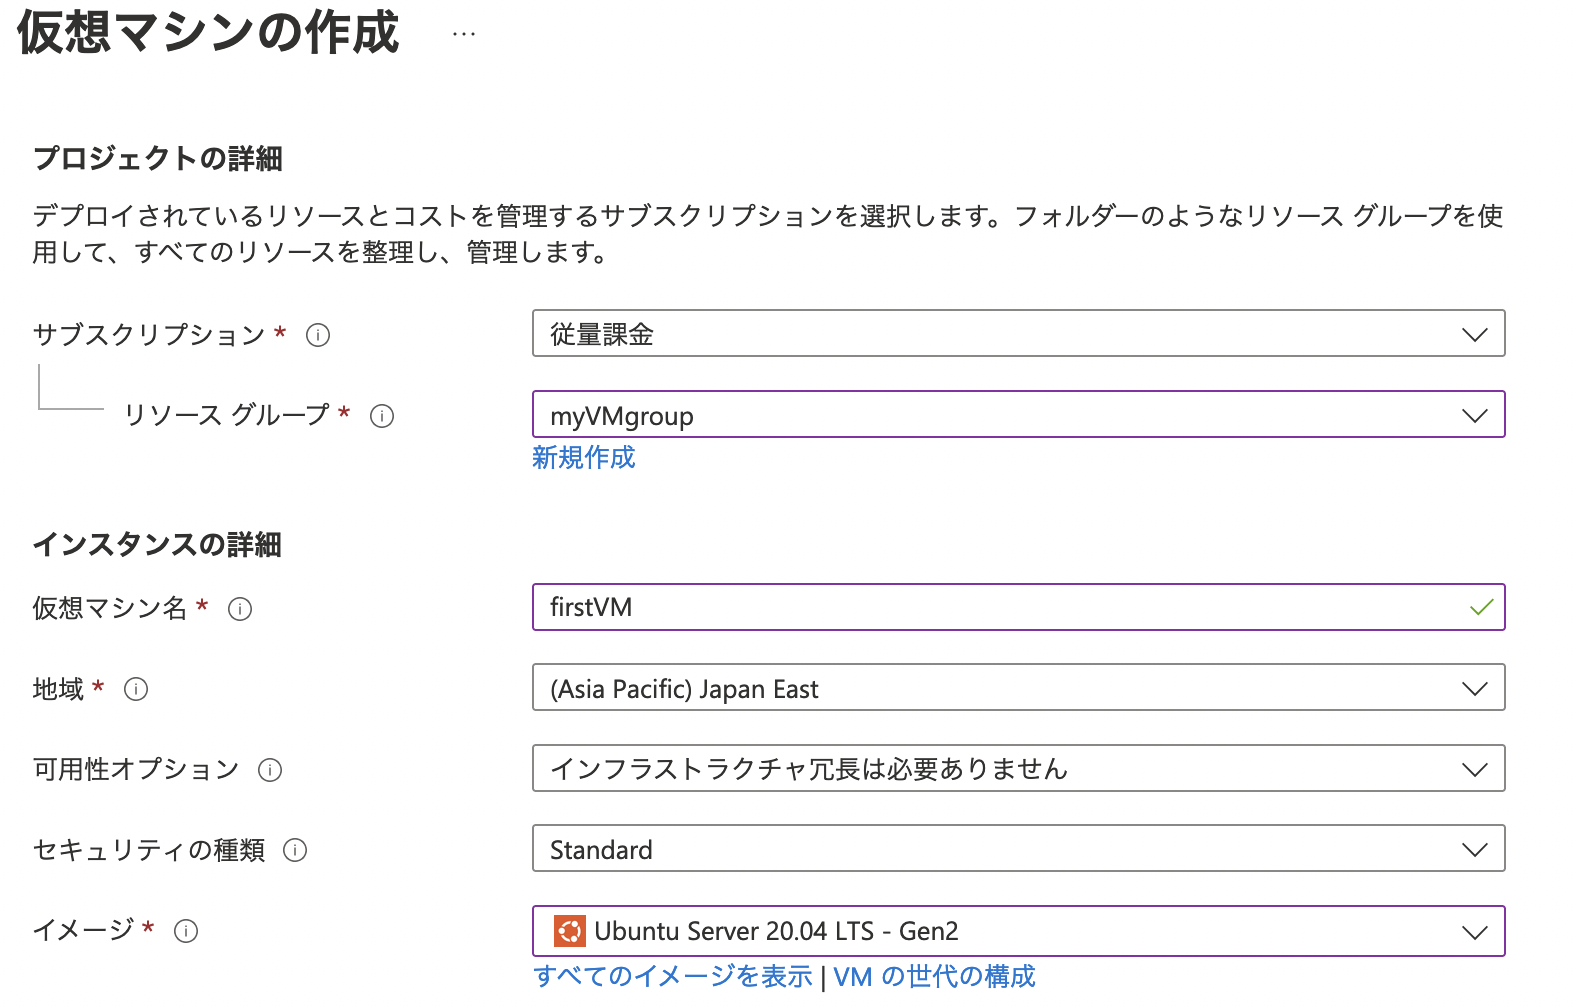 仮想マシンの作成 …
プロジェクトの詳細
デプロイされているリソースとコストを管理するサブスクリプションを選択します。フォルダーのようなリソース グループを使
用して、すべてのリソースを整理し、管理します。
サブスクリプション * 従量課金
リソース グループ * myVMgroup
新規作成
インスタンスの詳細
仮想マシン名 * firstVM
地域 * (Asia Pacific) Japan East
可用性オプション インフラストラクチャ冗長は必要ありません
セキュリティの種類 Standard
イメージ * Ubuntu Server 20.04 LTS - Gen2
すべてのイメージを表示 | VM の世代の構成